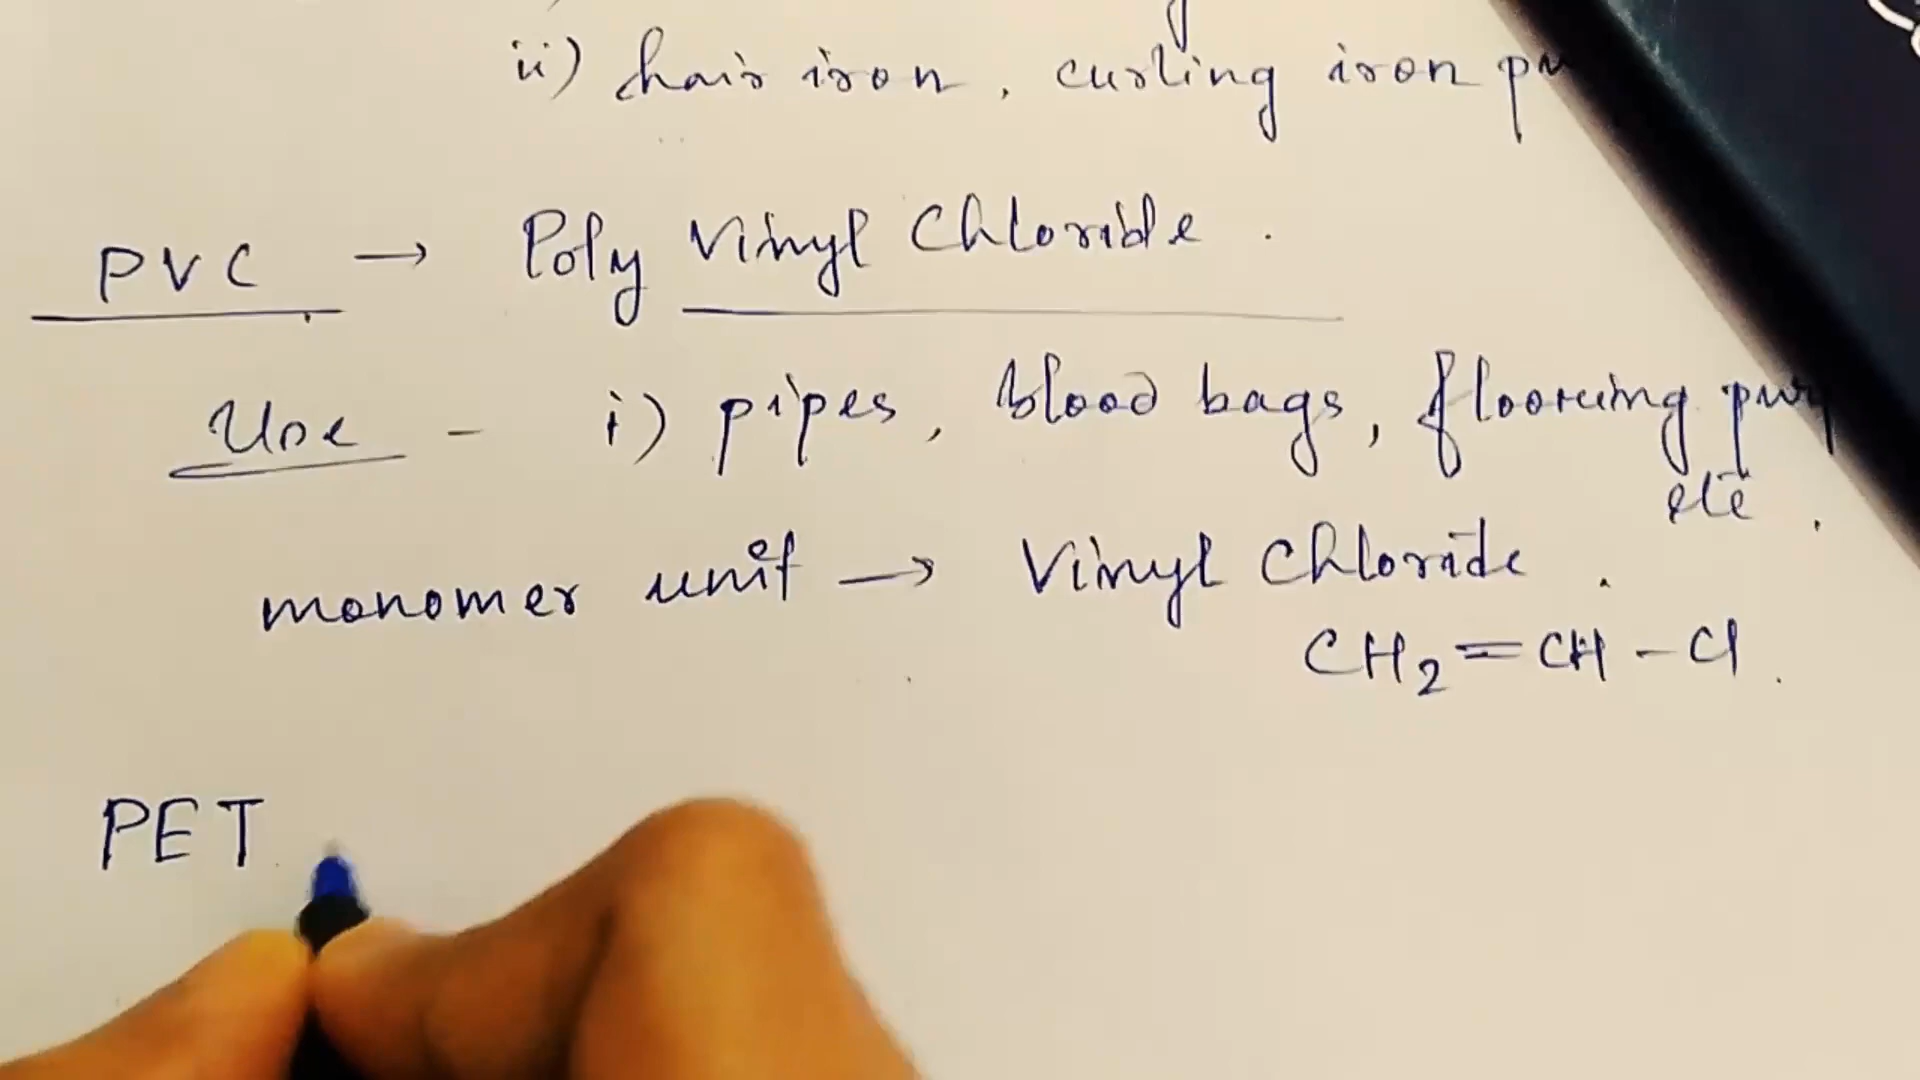 ii) hair iron, curling iron
PVC → Poly Vinyl Chloride.
Use - i) pipes, blood bags, flooring
etc.
monomer unit → Vinyl Chloride.
CH₂=CH-Cl.
PET